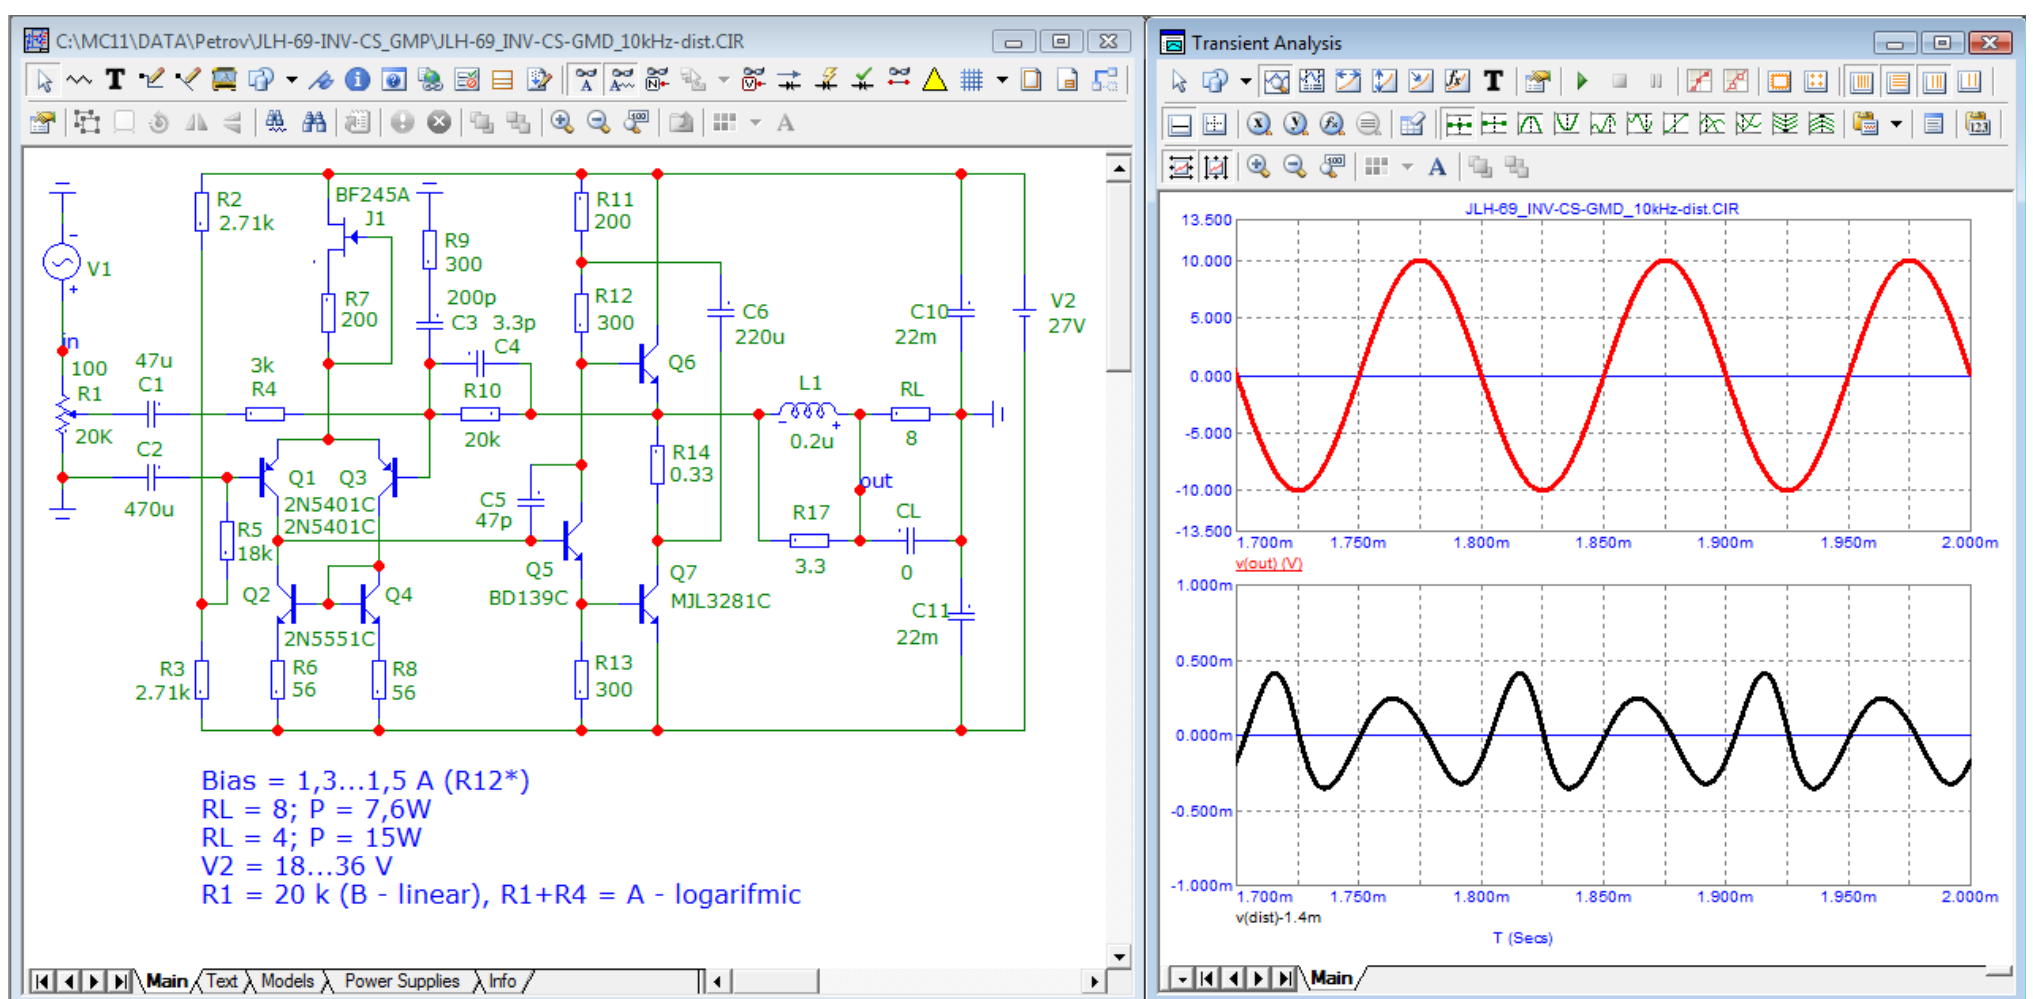 C:\MC11\DATA\Petrov\JLH-69-INV-CS_GMP\JLH-69_INV-CS-GMD_10kHz-dist.CIR
R2
2.71k
BF245A
J1
R9
300
R11
200
V1
R7
200
200p
C3
3.3p
C4
R12
300
C6
220u
C10
22m
V2
27V
in
100
R1
20K
47u
C1
3k
R4
R10
20k
Q6
L1
0.2u
RL
8
C2
470u
Q1
Q3
2N5401C
2N5401C
R14
0.33
out
R5
18k
C5
47p
R17
3.3
CL
0
Q2
Q4
2N5551C
Q5
BD139C
Q7
MJL3281C
C11
22m
R3
2.71k
R6
56
R8
56
R13
300
Bias = 1,3...1,5 A (R12*)
RL = 8; P = 7,6W
RL = 4; P = 15W
V2 = 18...36 V
R1 = 20 k (B - linear), R1+R4 = A - logarifmic
Main Text Models Power Supplies Info
Transient Analysis
JLH-69_INV-CS-GMD_10kHz-dist.CIR
13.500
10.000
5.000
0.000
-5.000
-10.000
-13.500
1.700m 1.750m 1.800m 1.850m 1.900m 1.950m 2.000m
v(out) (V)
1.000m
0.500m
0.000m
-0.500m
-1.000m
1.700m 1.750m 1.800m 1.850m 1.900m 1.950m 2.000m
v(dist)-1.4m
T (Secs)
Main